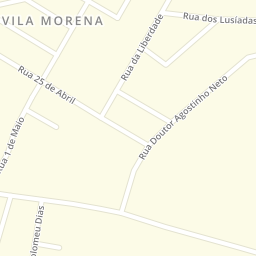 VILA MORENA
Rua dos Lusíadas
Rua da Liberdade
Rua 25 de Abril
Rua Doutor Agostinho Neto
Rua 1 de Maio
olomeu Dias